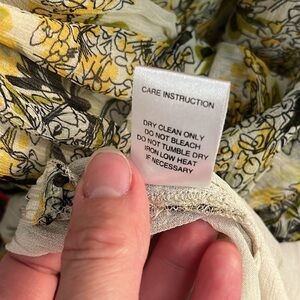 CARE INSTRUCTION
DRY CLEAN ONLY
DO NOT BLEACH
DO NOT TUMBLE DRY
IRON LOW HEAT
IF NECESSARY